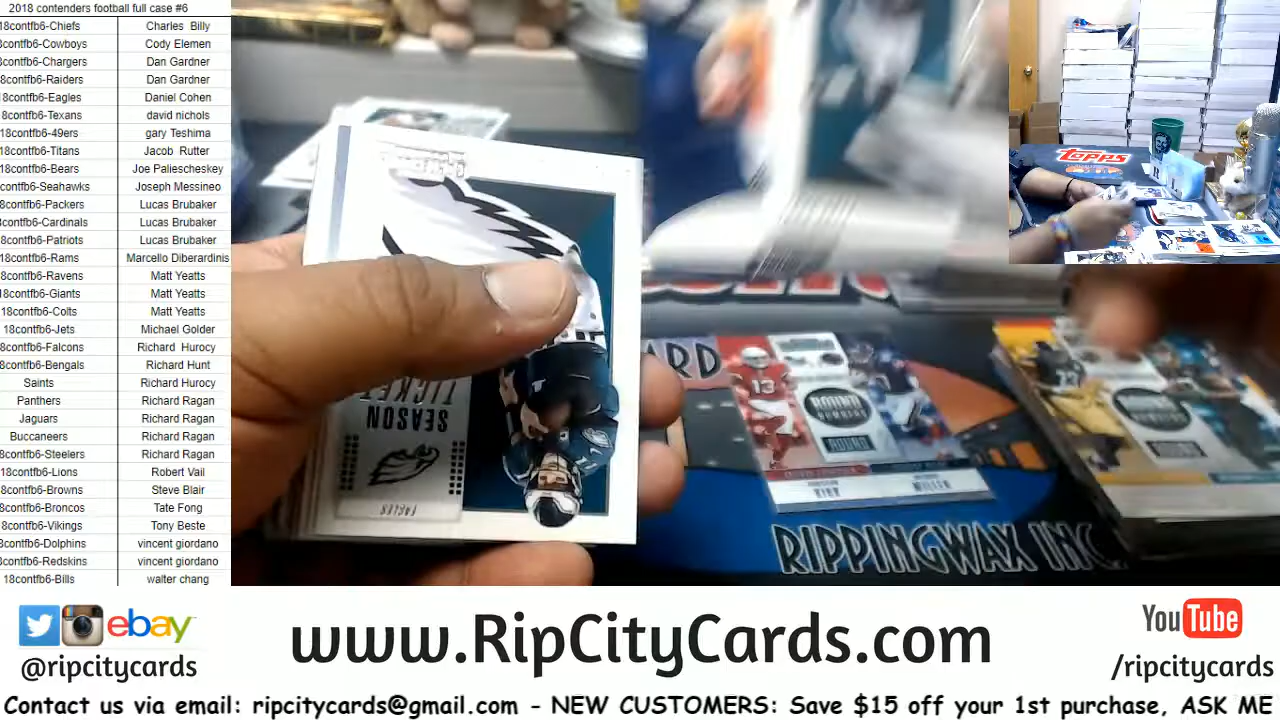 2018 contenders football full case #6
18contfb6-Chiefs Charles Billy
8contfb6-Cowboys Cody Elemen
8contfb6-Chargers Dan Gardner
8contfb6-Raiders Dan Gardner
8contfb6-Eagles Daniel Cohen
8contfb6-Texans david nichols
18contfb6-49ers gary Teshima
18contfb6-Titans Jacob Rutter
18contfb6-Bears Joe Paliescheskey
contfb6-Seahawks Joseph Messineo
8contfb6-Packers Lucas Brubaker
contfb6-Cardinals Lucas Brubaker
8contfb6-Patriots Lucas Brubaker
18contfb6-Rams Marcello Diberardinis
8contfb6-Ravens Matt Yeatts
18contfb6-Giants Matt Yeatts
18contfb6-Colts Matt Yeatts
18contfb6-Jets Michael Golder
8contfb6-Falcons Richard Hurocy
8contfb6-Bengals Richard Hunt
Saints Richard Hurocy
Panthers Richard Ragan
Jaguars Richard Ragan
Buccaneers Richard Ragan
8contfb6-Steelers Richard Ragan
18contfb6-Lions Robert Vail
8contfb6-Browns Steve Blair
8contfb6-Broncos Tate Fong
8contfb6-Vikings Tony Beste
8contfb6-Dolphins vincent giordano
contfb6-Redskins vincent giordano
18contfb6-Bills walter chang
SEASON
TICKET
EAGLES
topps
ARD
13
ROUND
RIPPINGWAX INC
ebay
@ripcitycards
www.RipCityCards.com
YouTube
/ripcitycards
Contact us via email: ripcitycards@gmail.com - NEW CUSTOMERS: Save $15 off your 1st purchase, ASK ME